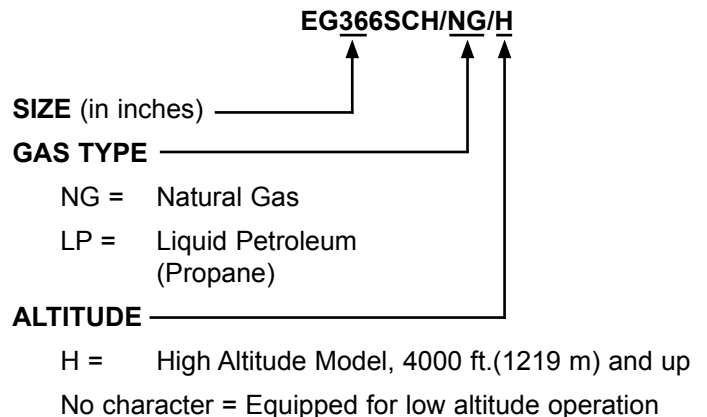 EG366SCH/NG/H
SIZE (in inches)
GAS TYPE
NG = Natural Gas
LP = Liquid Petroleum
(Propane)
ALTITUDE
H = High Altitude Model, 4000 ft.(1219 m) and up
No character = Equipped for low altitude operation